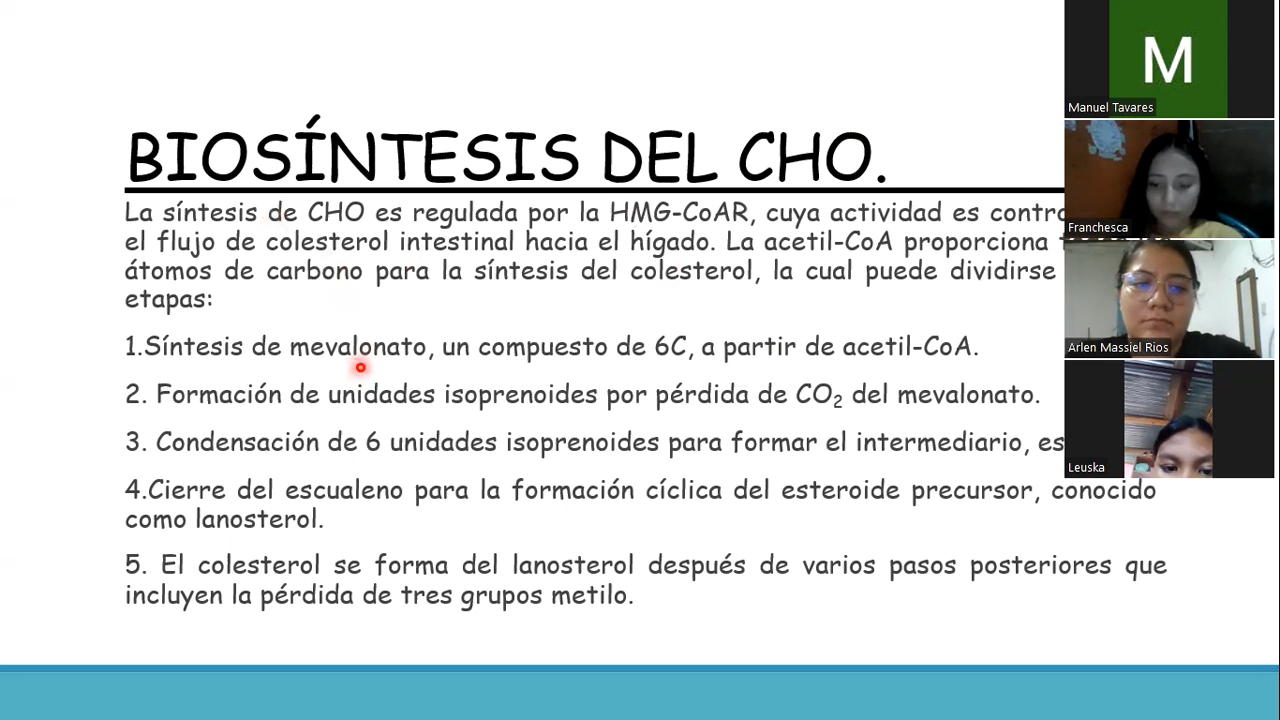 BIOSÍNTESIS DEL CHO.
La síntesis de CHO es regulada por la HMG-CoAR, cuya actividad es
el flujo de colesterol intestinal hacia el hígado. La acetil-CoA proporciona
átomos de carbono para la síntesis del colesterol, la cual puede dividirse
etapas:
1.Síntesis de mevalonato, un compuesto de 6C, a partir de acetil-CoA.
2. Formación de unidades isoprenoides por pérdida de CO₂ del mevalonato.
3. Condensación de 6 unidades isoprenoides para formar el intermediario,
4.Cierre del escualeno para la formación cíclica del esteroide precursor, conocido
como lanosterol.
5. El colesterol se forma del lanosterol después de varios pasos posteriores que
incluyen la pérdida de tres grupos metilo.
M
Manuel Tavares
Franchesca
Arlen Massiel Rios
Leuska